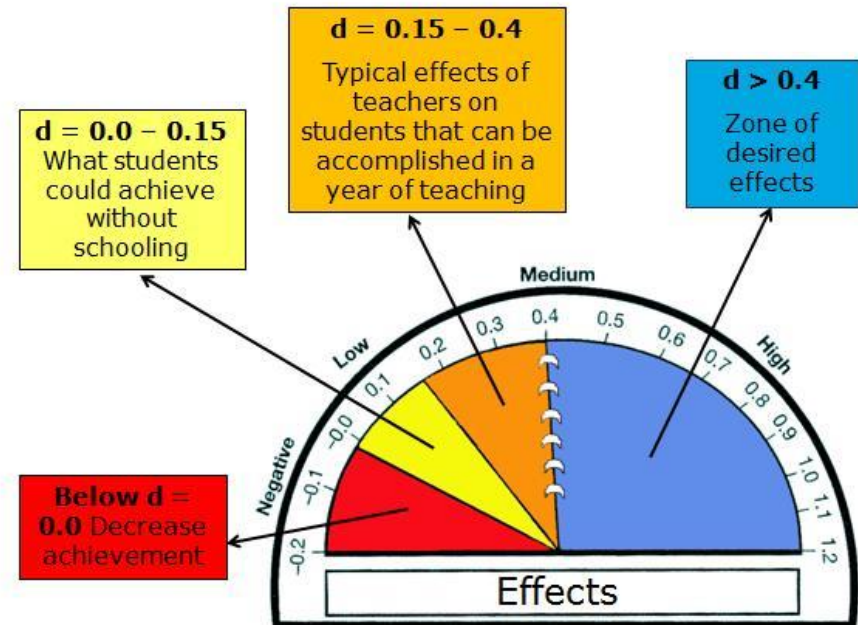 d = 0.15 – 0.4
Typical effects of
teachers on
students that can be
accomplished in a
year of teaching
d > 0.4
Zone of
desired
effects
d = 0.0 – 0.15
What students
could achieve
without
schooling
Below d =
0.0 Decrease
achievement
Negative
Low
Medium
High
-0.2
-0.1
-0.0
0.1
0.2
0.3
0.4
0.5
0.6
0.7
0.8
0.9
1.0
1.1
1.2
Effects